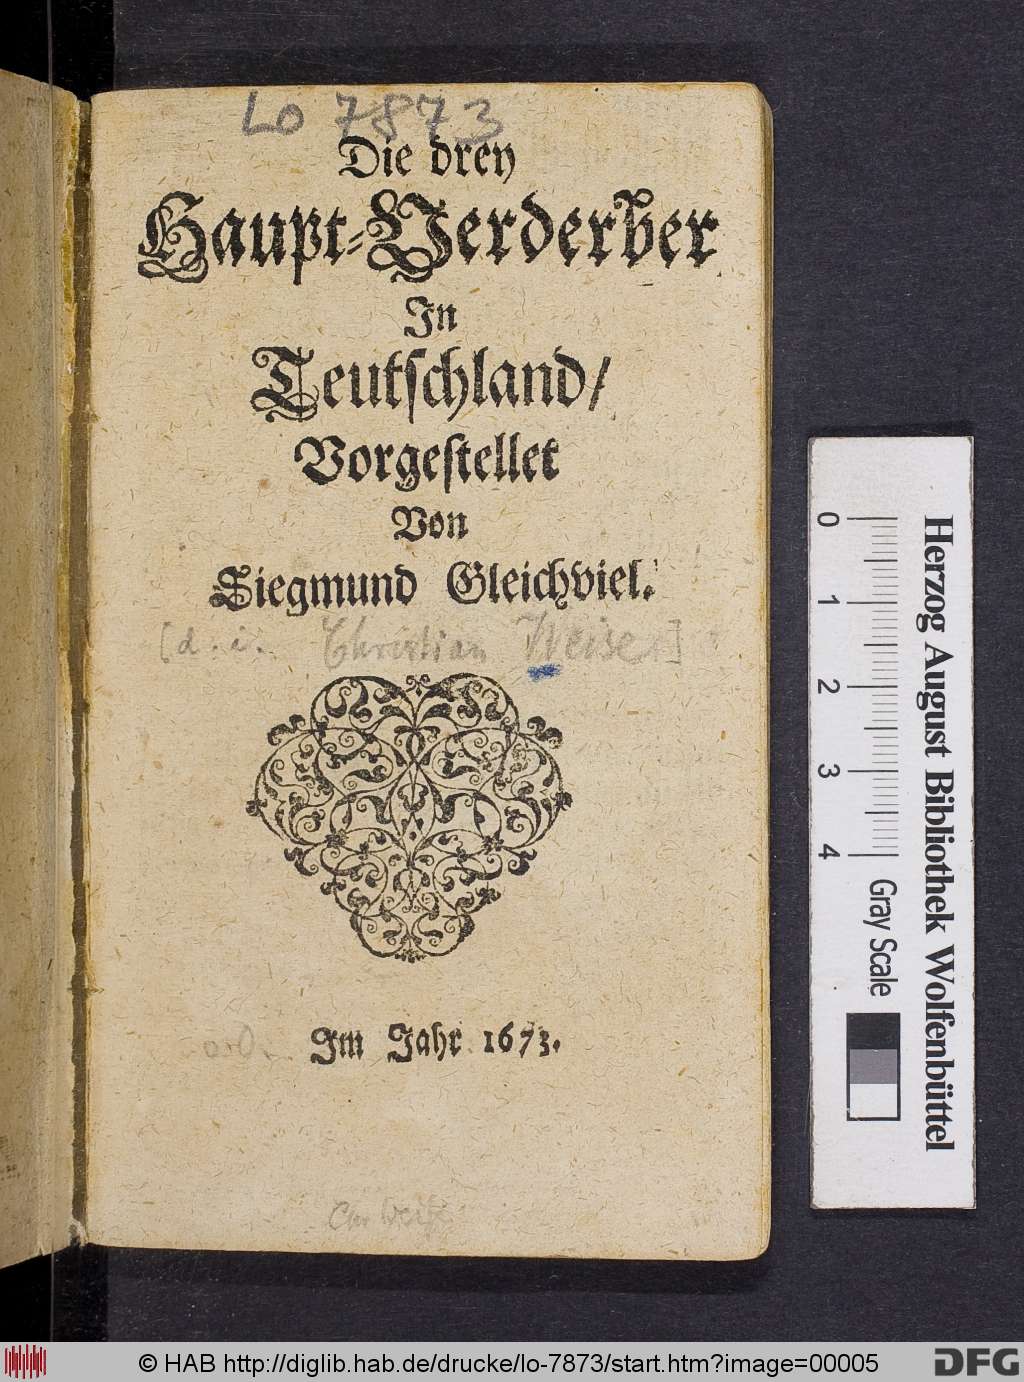 Lo 7873
Die drey
Haupt-Verderber
In
Teutschland/
Vorgestellet
Von
Siegmund Gleichviel.
[d. i. Christian Weise]
Im Jahr 1673.
Chr Weise
Herzog August Bibliothek Wolfenbüttel
0 1 2 3 4 Gray Scale
© HAB http://diglib.hab.de/drucke/lo-7873/start.htm?image=00005
DFG